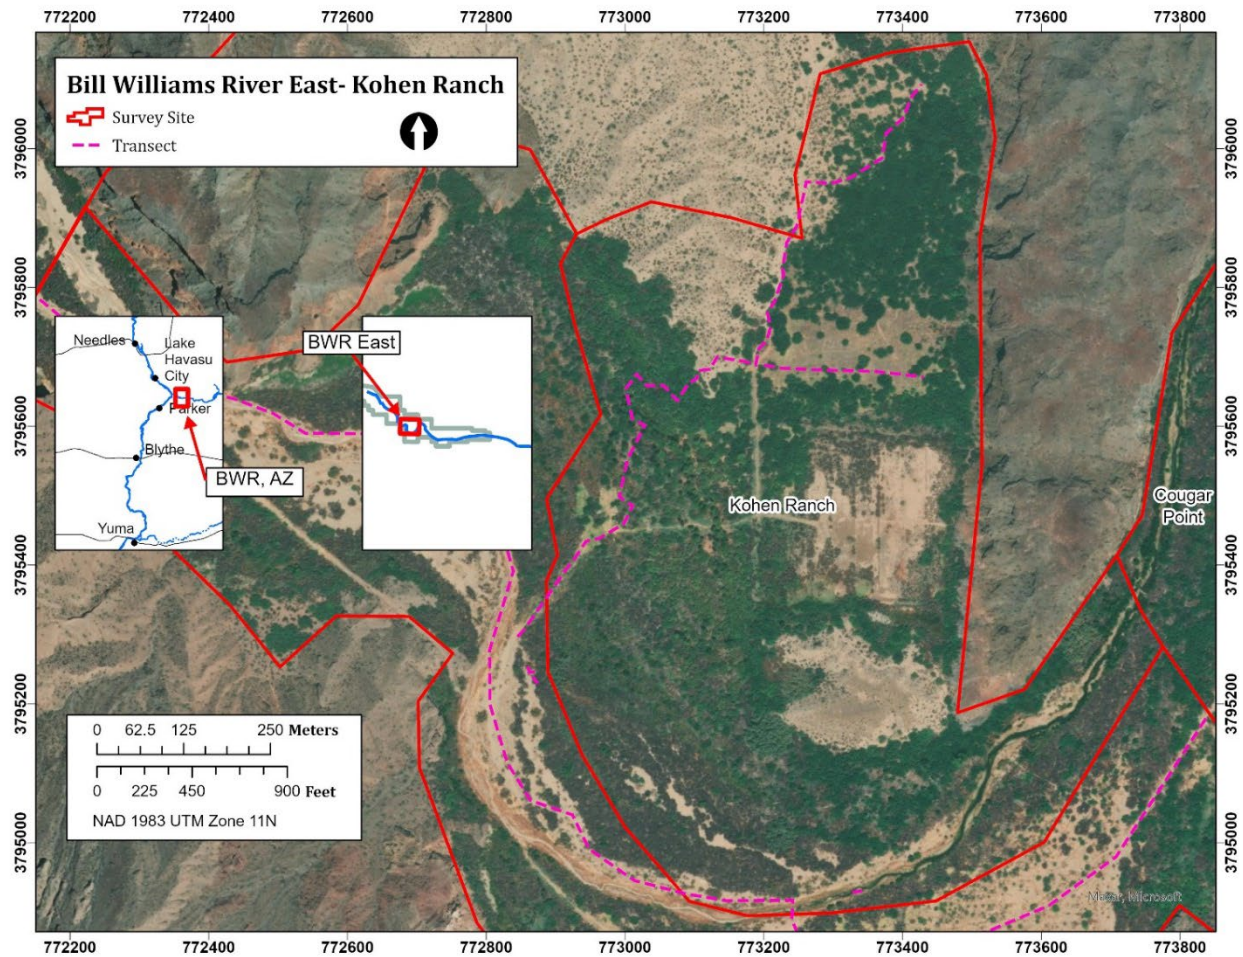 772200 772400 772600 772800 773000 773200 773400 773600 773800
Bill Williams River East- Kohen Ranch
Survey Site
Transect
3796000 3796000
3795800 3795800
Needles
Lake
Havasu
City
Parker
Blythe
Yuma
BWR, AZ
BWR East
3795600 3795600
Kohen Ranch
Cougar
Point
3795400 3795400
3795200 3795200
0 62.5 125 250 Meters
0 225 450 900 Feet
NAD 1983 UTM Zone 11N
3795000 3795000
Maxar, Microsoft
772200 772400 772600 772800 773000 773200 773400 773600 773800